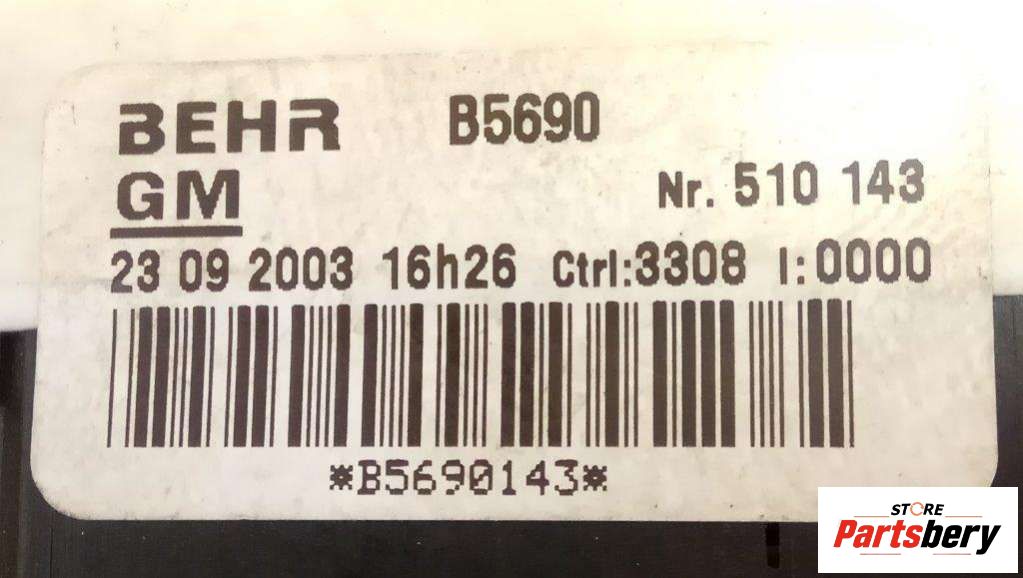 BEHR B5690
GM Nr. 510 143
23 09 2003 16h26 Ctrl:3308 I:0000
*B5690143*
STORE
Partsbery